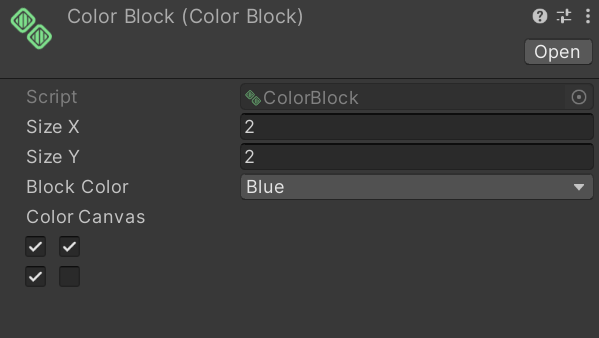 Color Block (Color Block)
Open
Script ColorBlock
Size X 2
Size Y 2
Block Color Blue
Color Canvas